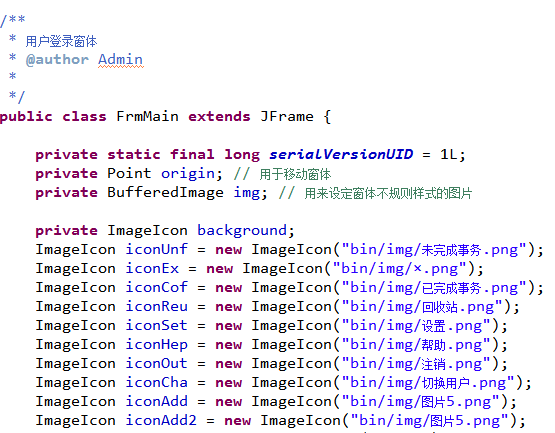 /**
 * 用户登录窗体
 * @author Admin
 *
 */
public class FrmMain extends JFrame {
private static final long serialVersionUID = 1L;
private Point origin; // 用于移动窗体
private BufferedImage img; // 用来设定窗体不规则样式的图片
private ImageIcon background;
ImageIcon iconUnf = new ImageIcon("bin/img/未完成事务.png");
ImageIcon iconEx = new ImageIcon("bin/img/×.png");
ImageIcon iconCof = new ImageIcon("bin/img/已完成事务.png");
ImageIcon iconReu = new ImageIcon("bin/img/回收站.png");
ImageIcon iconSet = new ImageIcon("bin/img/设置.png");
ImageIcon iconHep = new ImageIcon("bin/img/帮助.png");
ImageIcon iconOut = new ImageIcon("bin/img/注销.png");
ImageIcon iconCha = new ImageIcon("bin/img/切换用户.png");
ImageIcon iconAdd = new ImageIcon("bin/img/图片5.png");
ImageIcon iconAdd2 = new ImageIcon("bin/img/图片5.png");